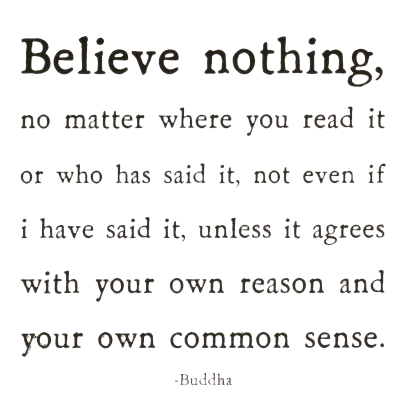 Believe nothing,
no matter where you read it
or who has said it, not even if
i have said it, unless it agrees
with your own reason and
your own common sense.
-Buddha